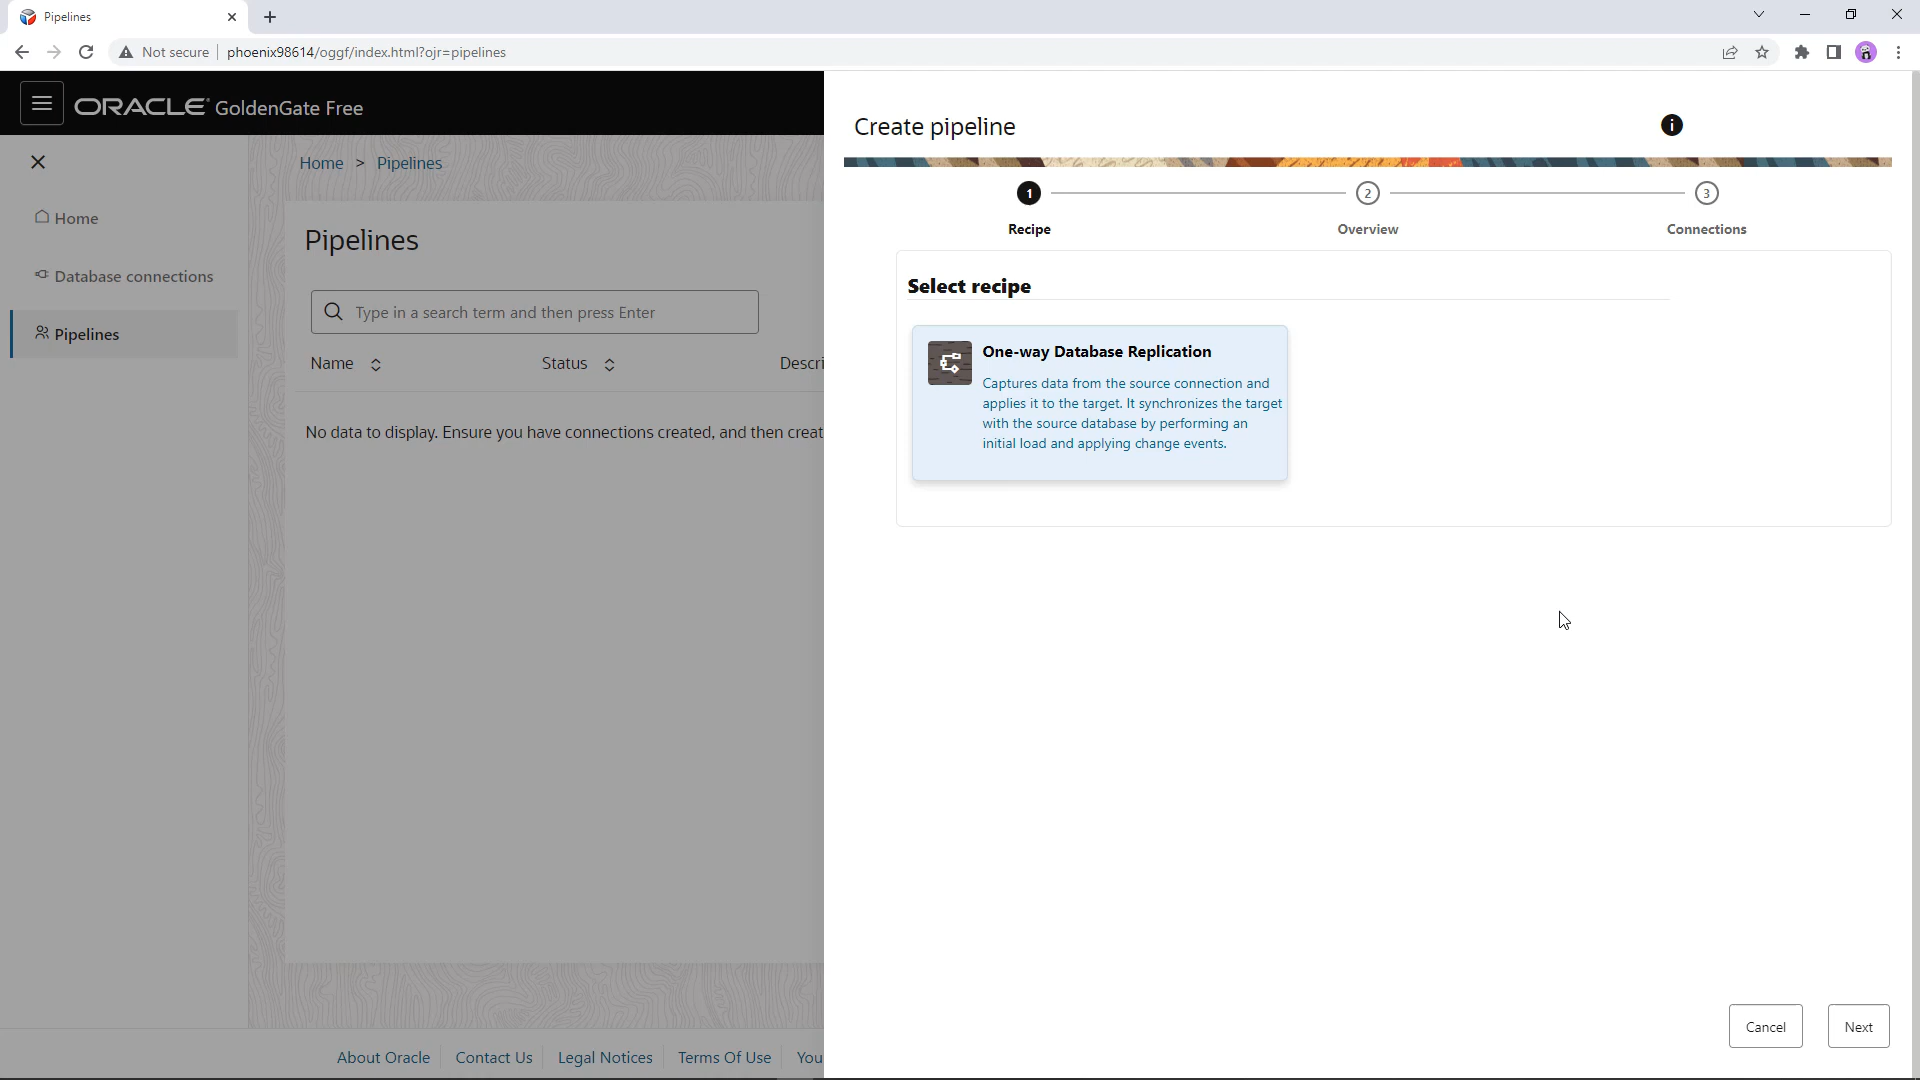 Pipelines
Not secure
phoenix98614/oggf/index.html?ojr=pipelines
ORACLE GoldenGate Free
Home
Database connections
Pipelines
Home > Pipelines
Pipelines
Type in a search term and then press Enter
Name Status Descri
No data to display. Ensure you have connections created, and then creat
About Oracle Contact Us Legal Notices Terms Of Use You
Create pipeline
i
1 2 3
Recipe Overview Connections
Select recipe
One-way Database Replication
Captures data from the source connection and
applies it to the target. It synchronizes the target
with the source database by performing an
initial load and applying change events.
Cancel Next